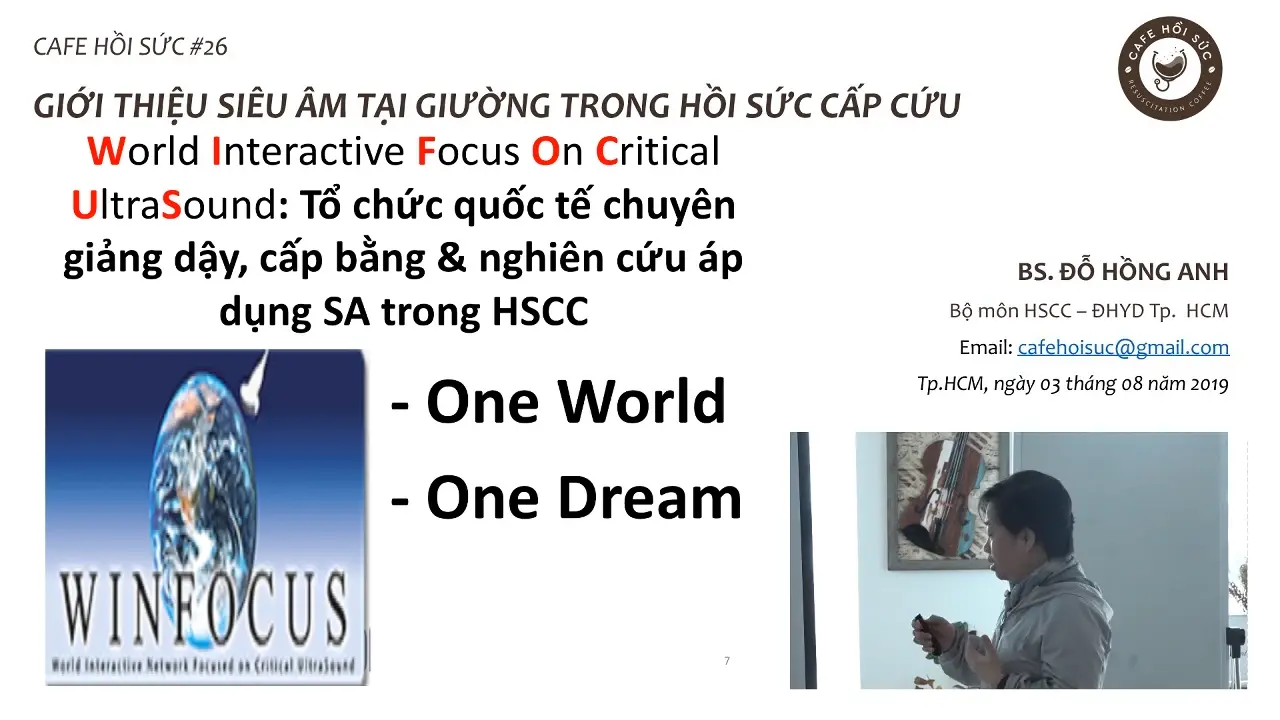 CAFE HỒI SỨC #26
GIỚI THIỆU SIÊU ÂM TẠI GIƯỜNG TRONG HỒI SỨC CẤP CỨU
CAFE HỒI SỨC
RESUSCITATION COFFEE
World Interactive Focus On Critical
UltraSound: Tổ chức quốc tế chuyên
giảng dậy, cấp bằng & nghiên cứu áp
dụng SA trong HSCC
- One World
- One Dream
WINFOCUS
World Interactive Network Focused on Critical UltraSound
7
BS. ĐỖ HỒNG ANH
Bộ môn HSCC – ĐHYD Tp. HCM
Email: cafehoisuc@gmail.com
Tp.HCM, ngày 03 tháng 08 năm 2019